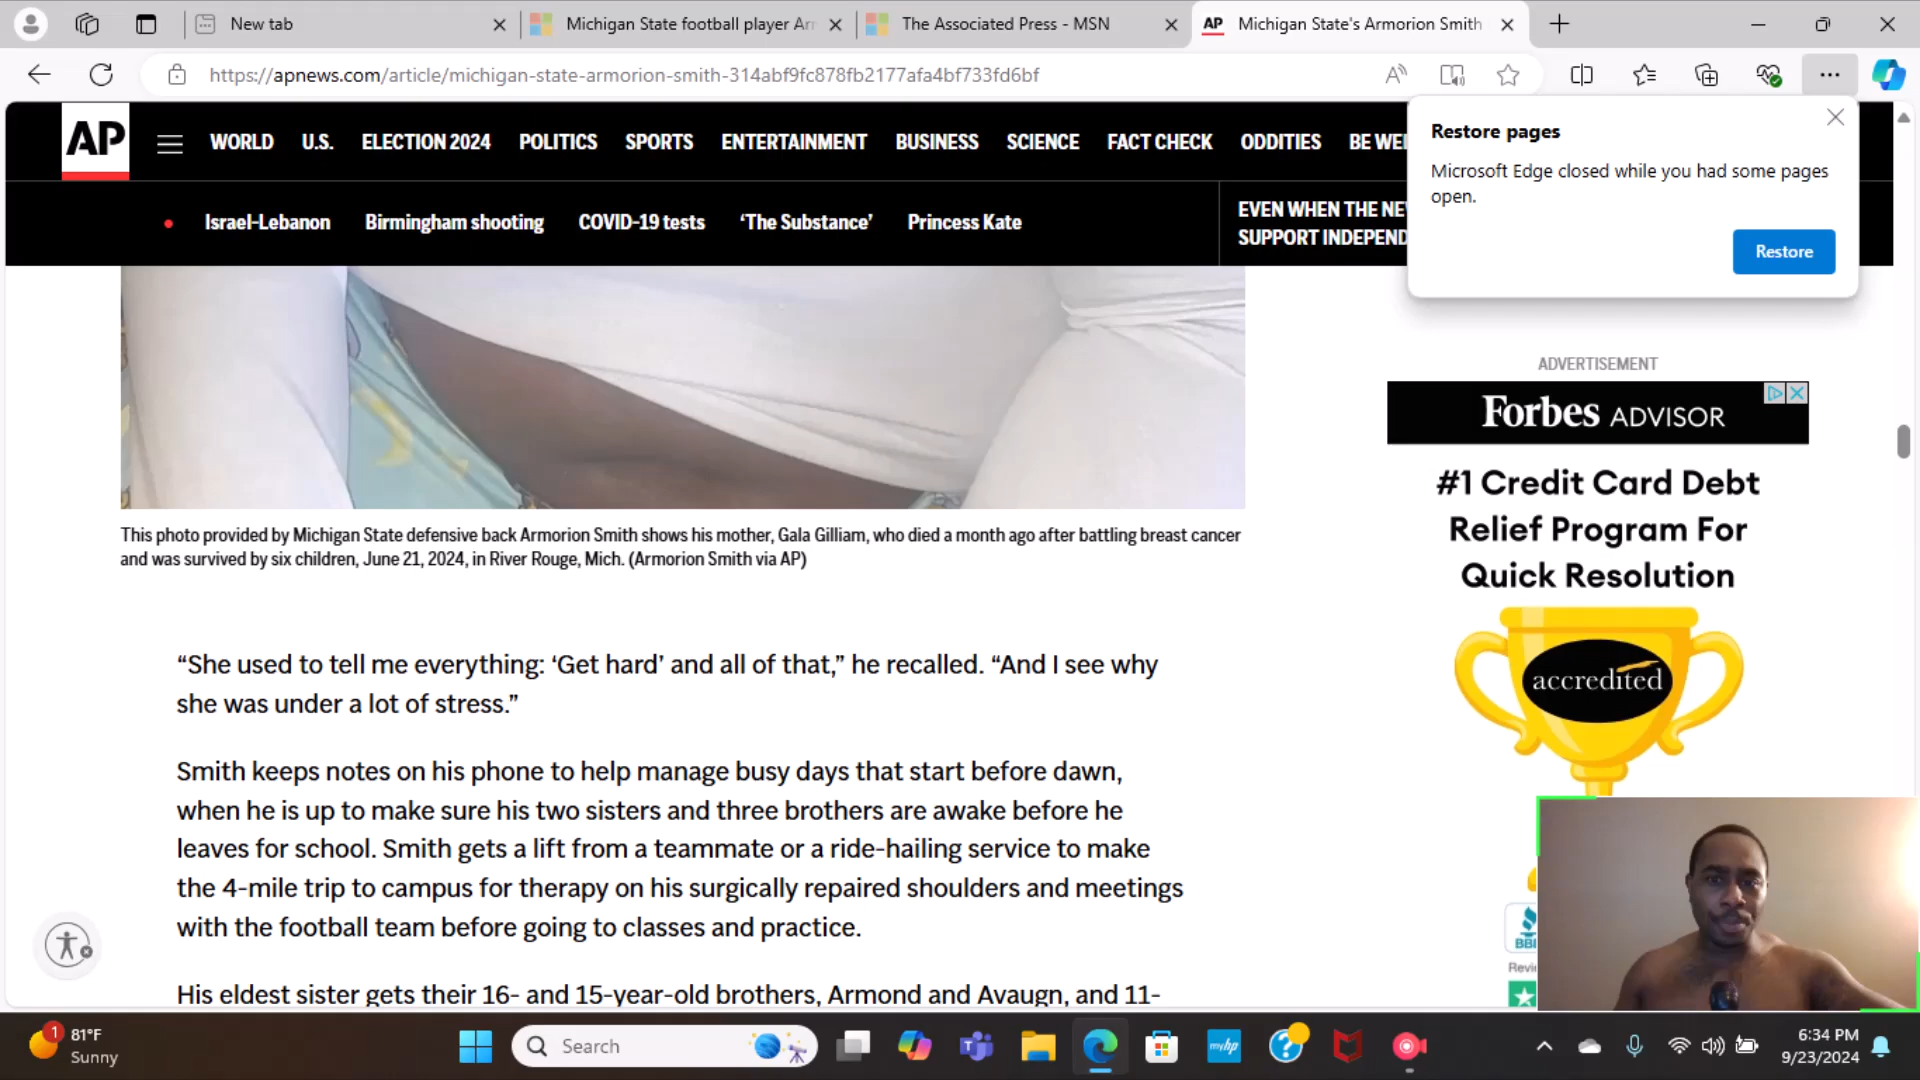 New tab
Michigan State football player Ar
The Associated Press - MSN
AP Michigan State's Armorion Smith
https://apnews.com/article/michigan-state-armorion-smith-314abf9fc878fb2177afa4bf733fd6bf
AP
WORLD U.S. ELECTION 2024 POLITICS SPORTS ENTERTAINMENT BUSINESS SCIENCE FACT CHECK ODDITIES BE WEL
Israel-Lebanon Birmingham shooting COVID-19 tests ‘The Substance’ Princess Kate
EVEN WHEN THE NE
SUPPORT INDEPEND
Restore pages
Microsoft Edge closed while you had some pages
open.
Restore
This photo provided by Michigan State defensive back Armorion Smith shows his mother, Gala Gilliam, who died a month ago after battling breast cancer
and was survived by six children, June 21, 2024, in River Rouge, Mich. (Armorion Smith via AP)
“She used to tell me everything: ‘Get hard’ and all of that,” he recalled. “And I see why
she was under a lot of stress.”
Smith keeps notes on his phone to help manage busy days that start before dawn,
when he is up to make sure his two sisters and three brothers are awake before he
leaves for school. Smith gets a lift from a teammate or a ride-hailing service to make
the 4-mile trip to campus for therapy on his surgically repaired shoulders and meetings
with the football team before going to classes and practice.
His eldest sister gets their 16- and 15-year-old brothers, Armond and Avaugn, and 11-
ADVERTISEMENT
Forbes ADVISOR
#1 Credit Card Debt
Relief Program For
Quick Resolution
accredited
BBB
Revi
1
81°F
Sunny
Search
myhp
6:34 PM
9/23/2024